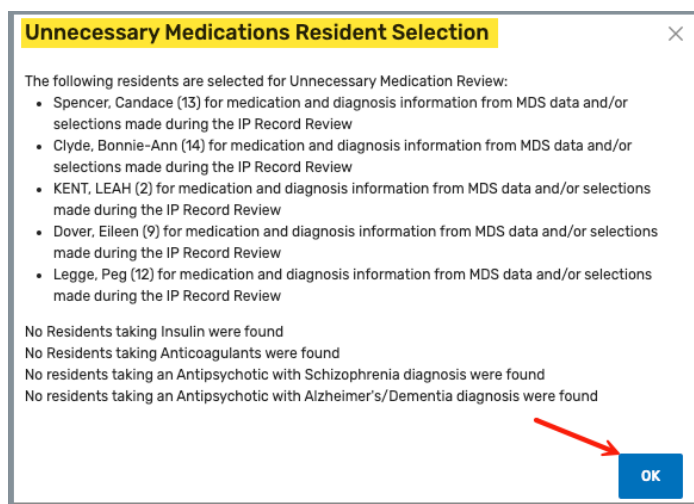 Unnecessary Medications Resident Selection
The following residents are selected for Unnecessary Medication Review:
• Spencer, Candace (13) for medication and diagnosis information from MDS data and/or
selections made during the IP Record Review
• Clyde, Bonnie-Ann (14) for medication and diagnosis information from MDS data and/or
selections made during the IP Record Review
• KENT, LEAH (2) for medication and diagnosis information from MDS data and/or selections
made during the IP Record Review
• Dover, Eileen (9) for medication and diagnosis information from MDS data and/or selections
made during the IP Record Review
• Legge, Peg (12) for medication and diagnosis information from MDS data and/or selections
made during the IP Record Review
No Residents taking Insulin were found
No Residents taking Anticoagulants were found
No residents taking an Antipsychotic with Schizophrenia diagnosis were found
No residents taking an Antipsychotic with Alzheimer's/Dementia diagnosis were found
OK